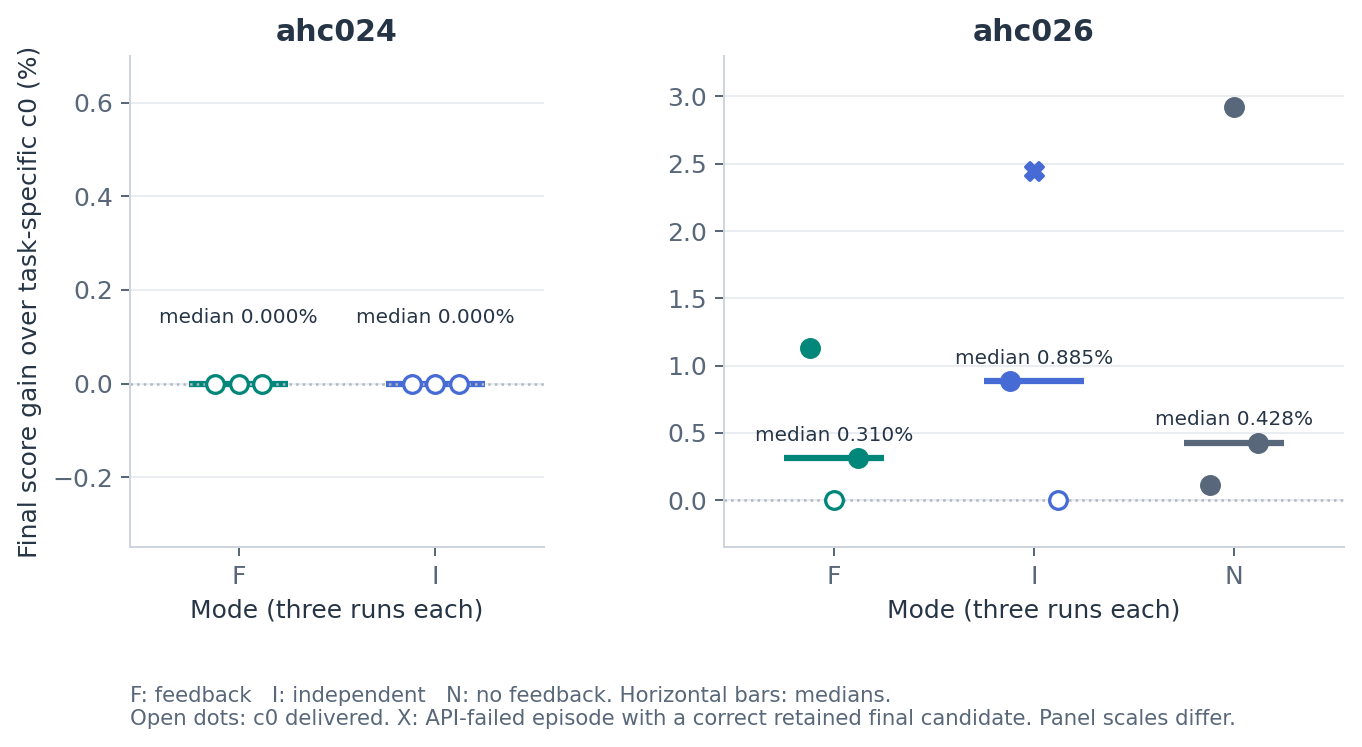 ahc024
ahc026
Final score gain over task-specific c0 (%)
0.6
0.4
0.2
0.0
−0.2
median 0.000%
median 0.000%
F
I
Mode (three runs each)
3.0
2.5
2.0
1.5
1.0
0.5
0.0
median 0.310%
median 0.885%
median 0.428%
F
I
N
Mode (three runs each)
F: feedback   I: independent   N: no feedback. Horizontal bars: medians.
Open dots: c0 delivered. X: API-failed episode with a correct retained final candidate. Panel scales differ.